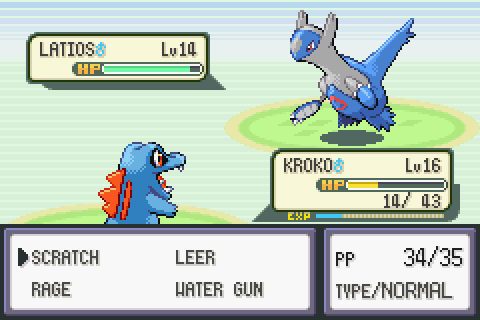 LATIOS♂ Lv14
HP
KROKO♂ Lv16
HP
14/ 43
EXP
▶SCRATCH LEER
RAGE WATER GUN
PP 34/35
TYPE/NORMAL